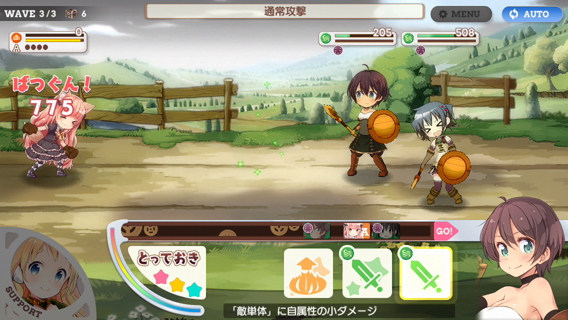 WAVE 3/3 6
通常攻撃
MENU
AUTO
0
A
205
508
ばつぐん！
775
A
GO!
とっておき
SUPPORT
「敵単体」に自属性の小ダメージ